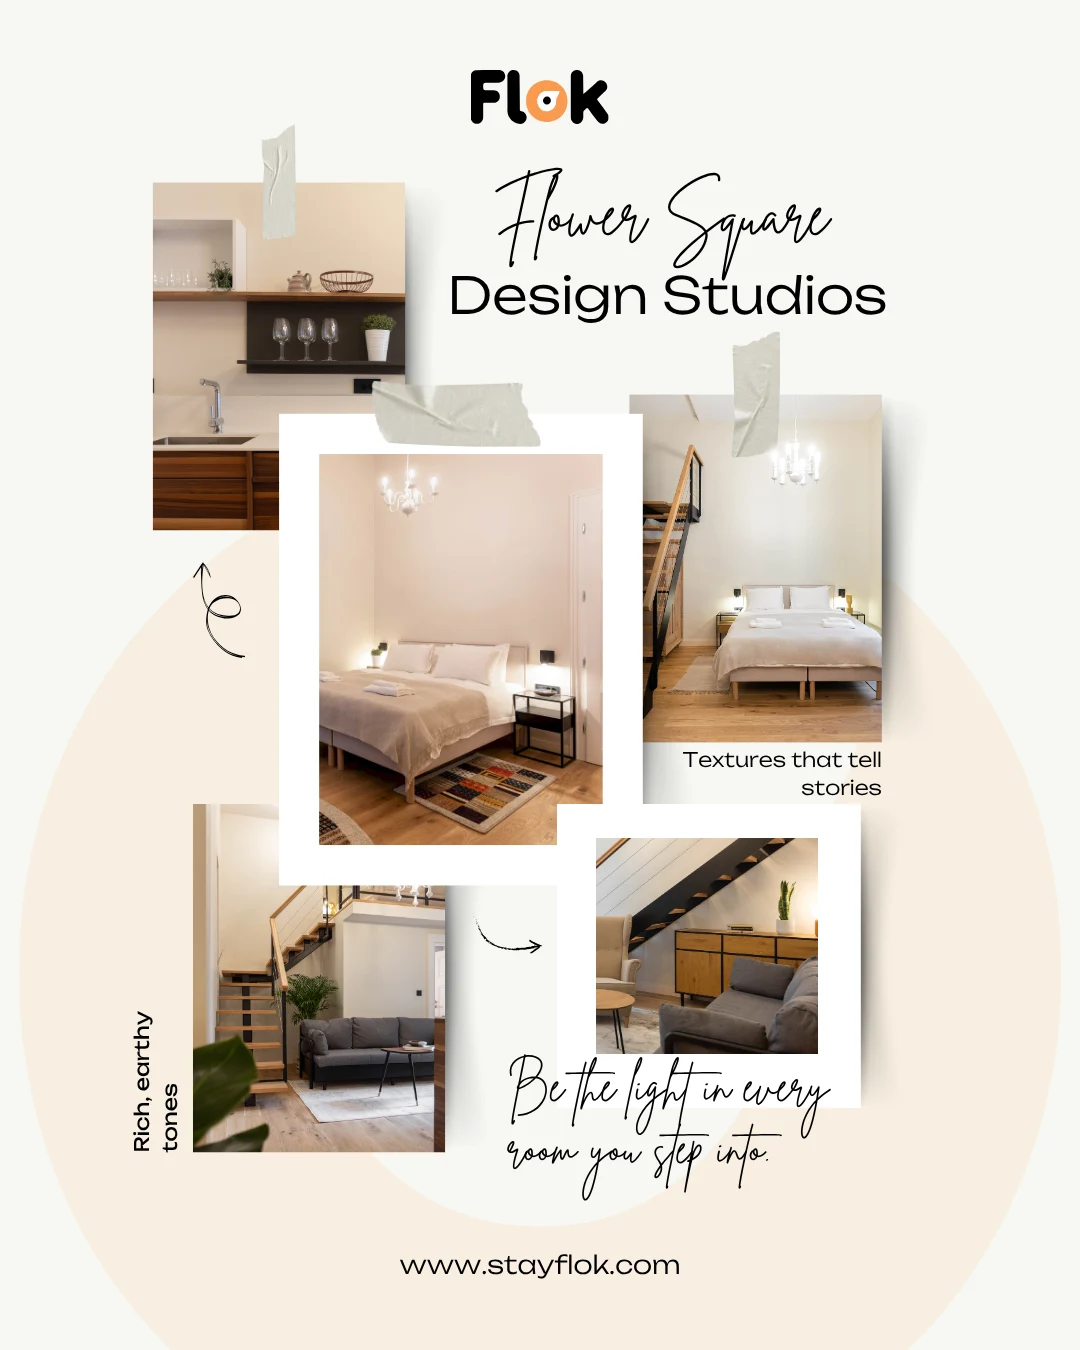 Flok
Flower Square
Design Studios
Textures that tell
stories
Rich, earthy
tones
Be the light in every
room you step into.
www.stayflok.com